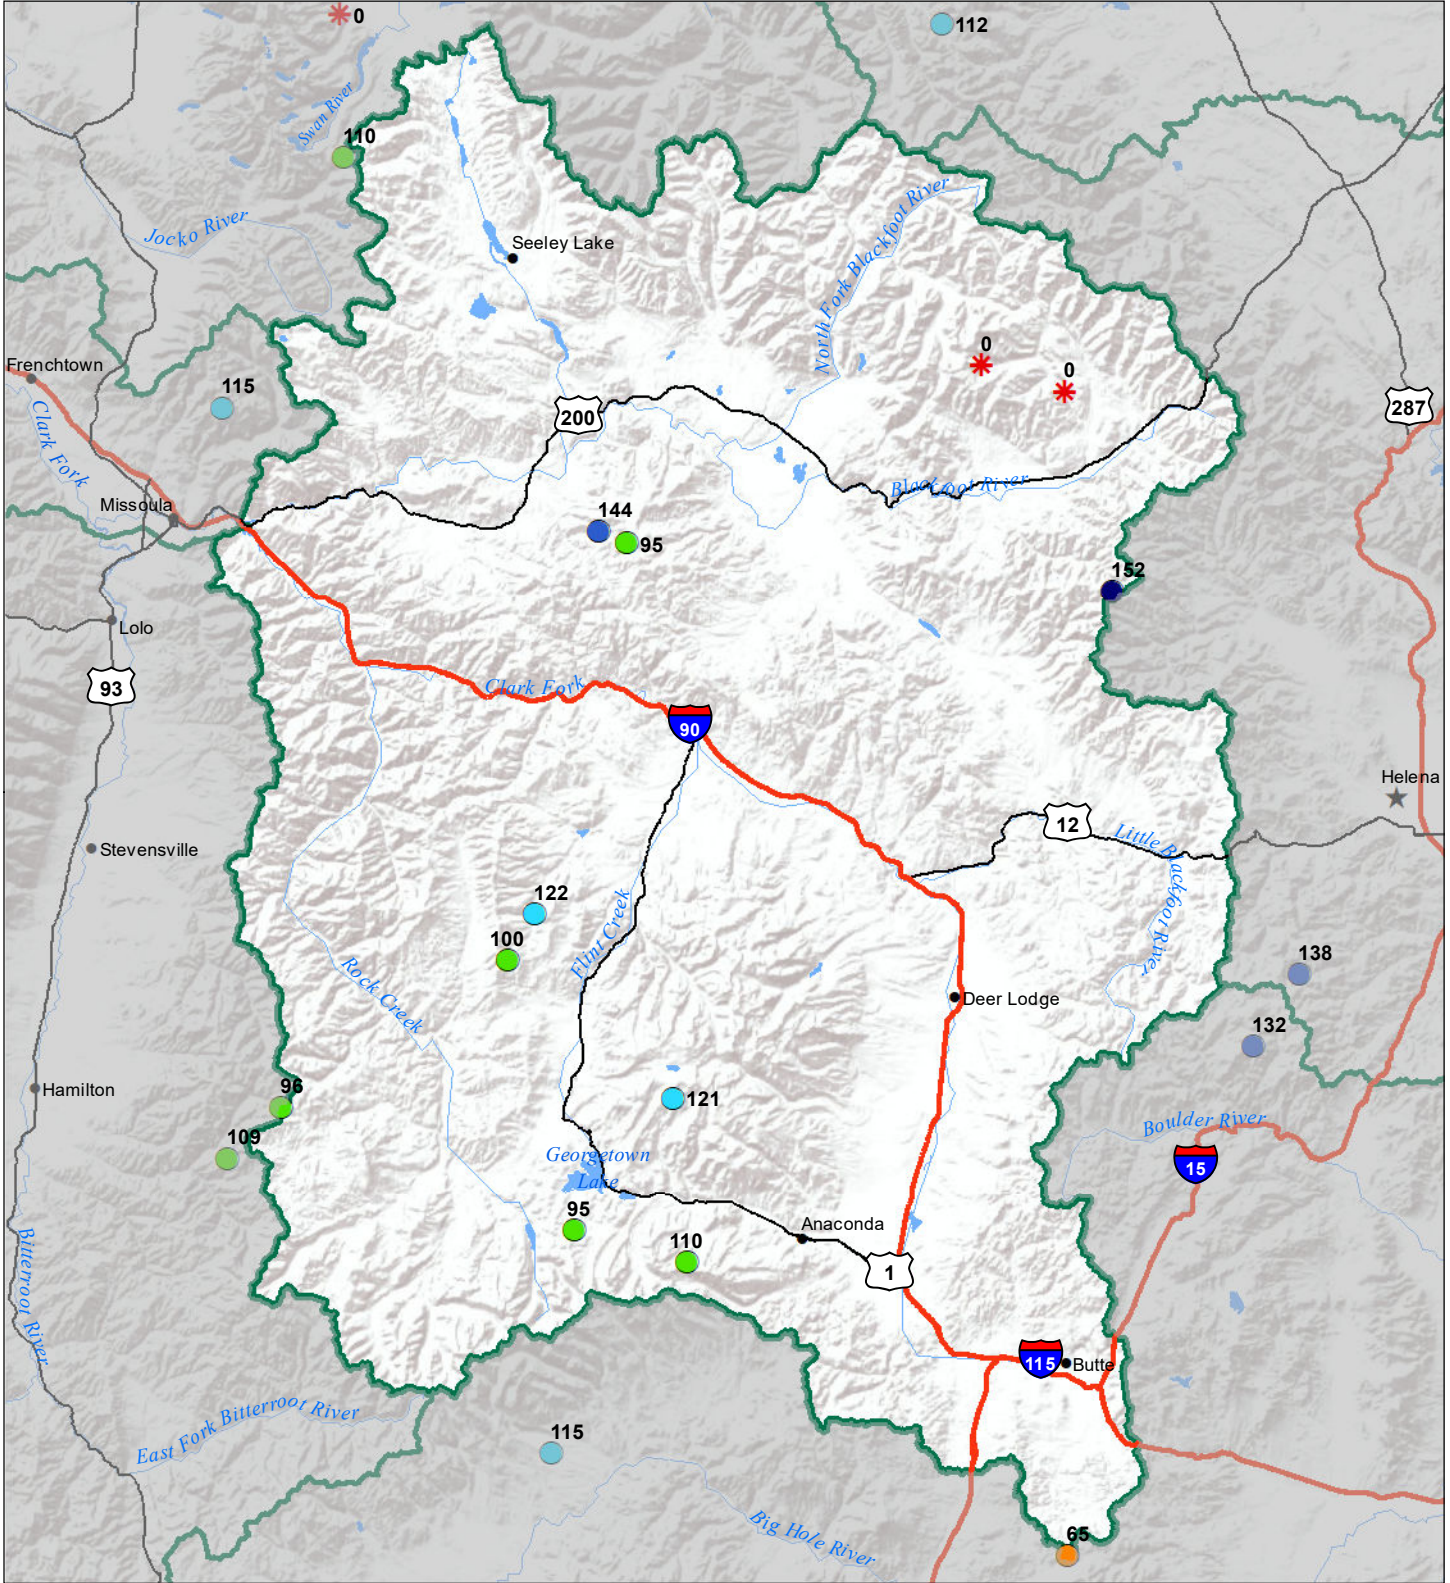 0
112
Swan River
110
Jocko River
Seeley Lake
North Fork Blackfoot River
0
0
Frenchtown
115
200
287
Clark Fork
Missoula
Blackfoot River
144
95
152
Lolo
93
Clark Fork
90
Helena
12
Little Blackfoot River
Stevensville
122
Flint Creek
100
138
Rock Creek
Deer Lodge
132
96
Hamilton
121
109
Boulder River
Georgetown
Lake
15
95
Anaconda
110
1
Bitterroot River
115
Butte
East Fork Bitterroot River
115
Big Hole River
65